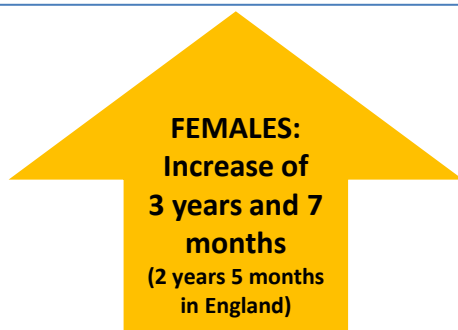 FEMALES:
Increase of
3 years and 7
months
(2 years 5 months
in England)